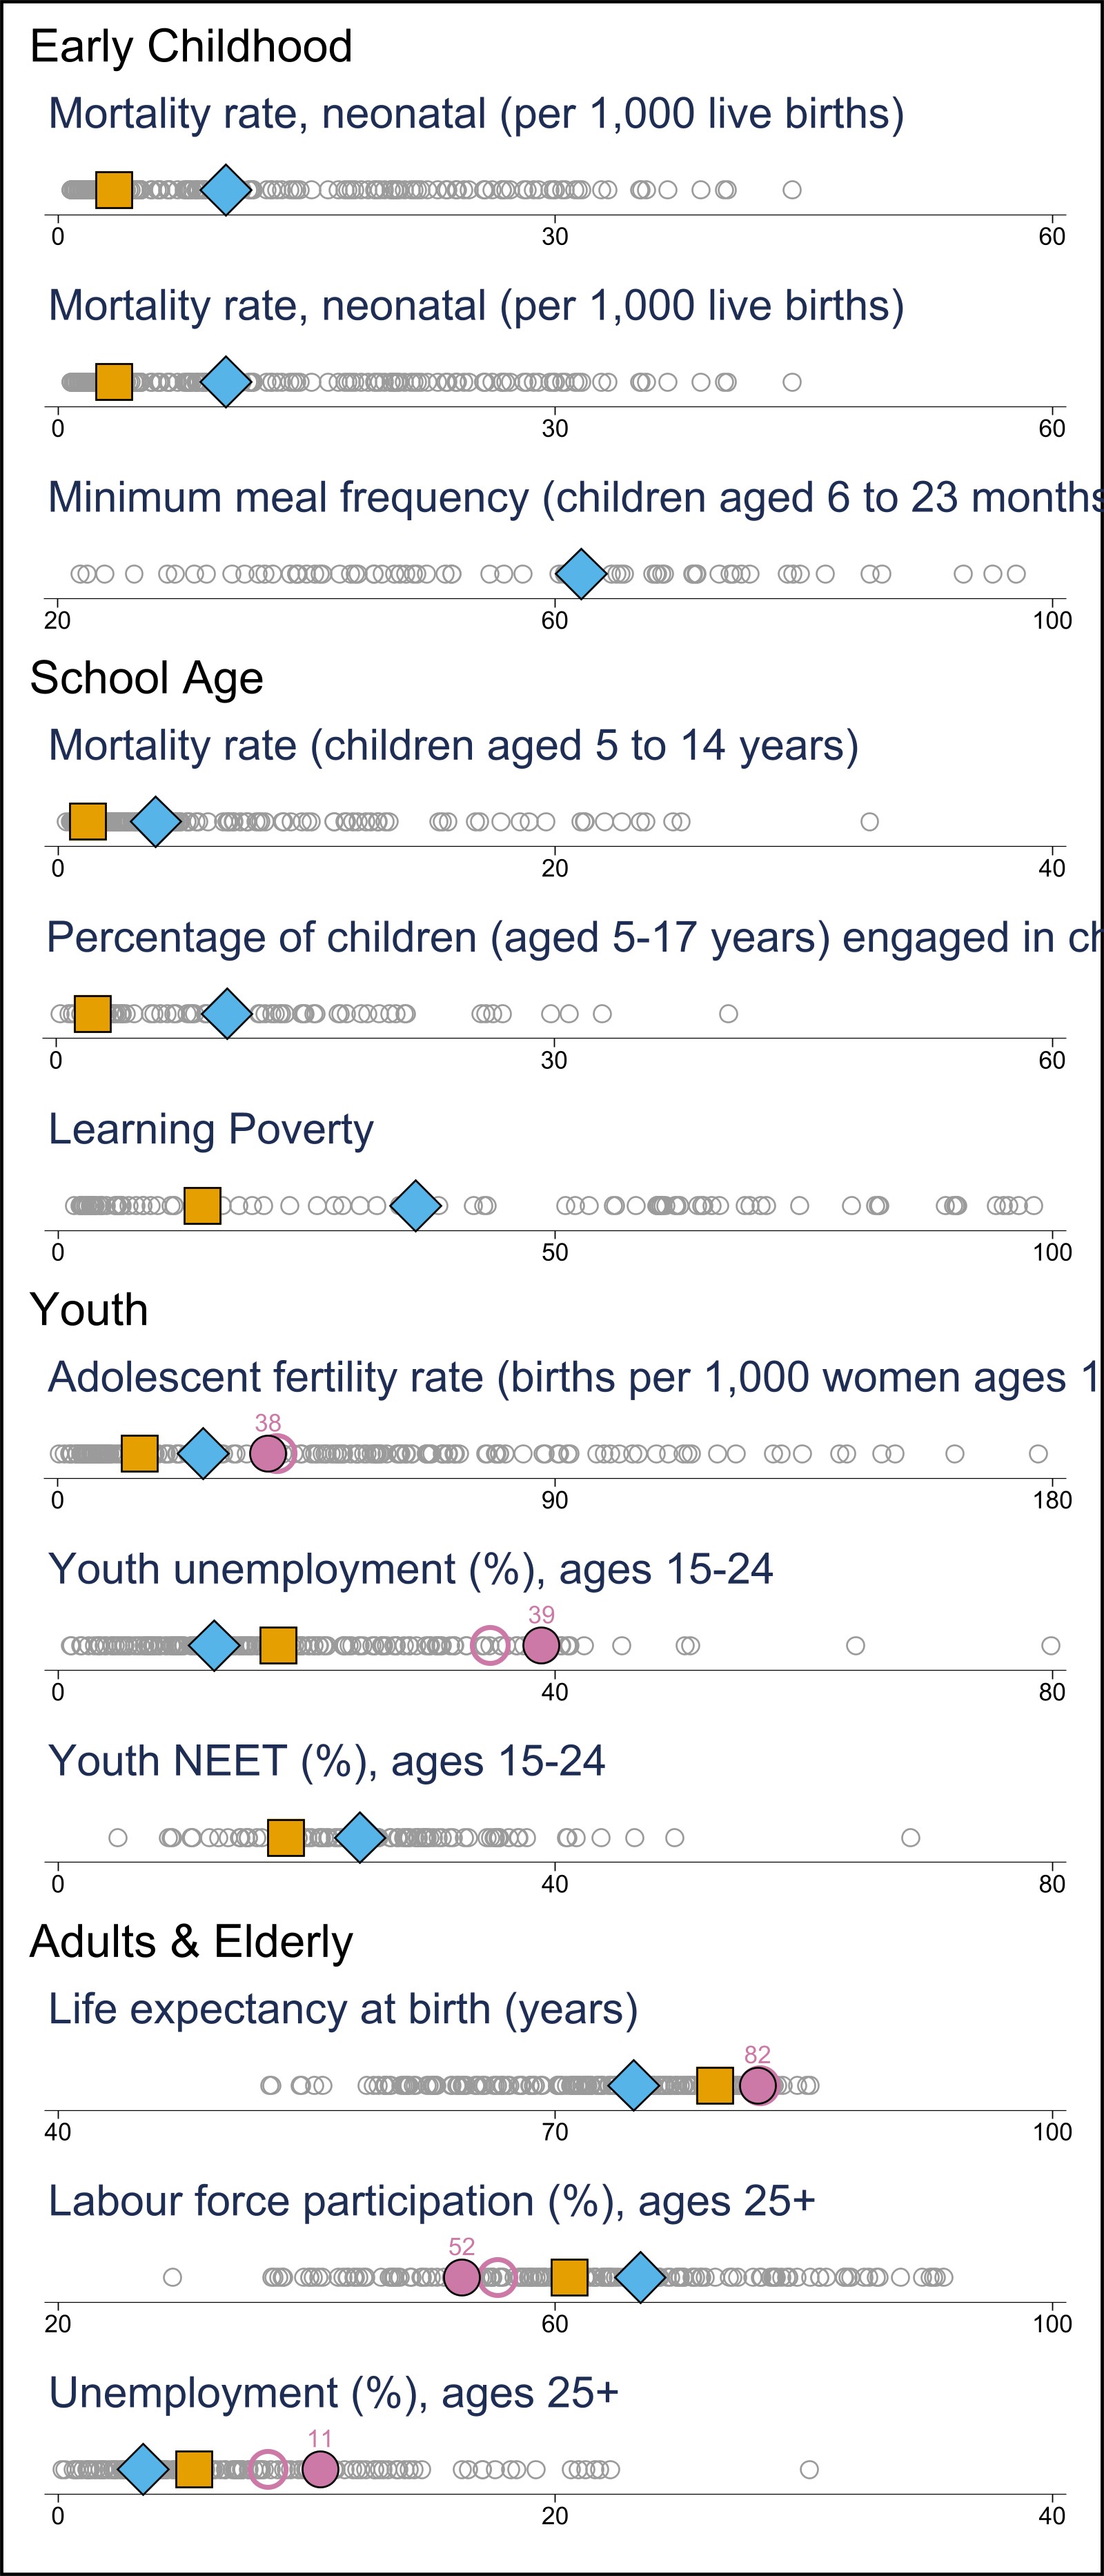 Early Childhood
Mortality rate, neonatal (per 1,000 live births)
0 30 60
Mortality rate, neonatal (per 1,000 live births)
0 30 60
Minimum meal frequency (children aged 6 to 23 months
20 60 100
School Age
Mortality rate (children aged 5 to 14 years)
0 20 40
Percentage of children (aged 5-17 years) engaged in ch
0 30 60
Learning Poverty
0 50 100
Youth
Adolescent fertility rate (births per 1,000 women ages 1
38
0 90 180
Youth unemployment (%), ages 15-24
39
0 40 80
Youth NEET (%), ages 15-24
0 40 80
Adults & Elderly
Life expectancy at birth (years)
82
40 70 100
Labour force participation (%), ages 25+
52
20 60 100
Unemployment (%), ages 25+
11
0 20 40